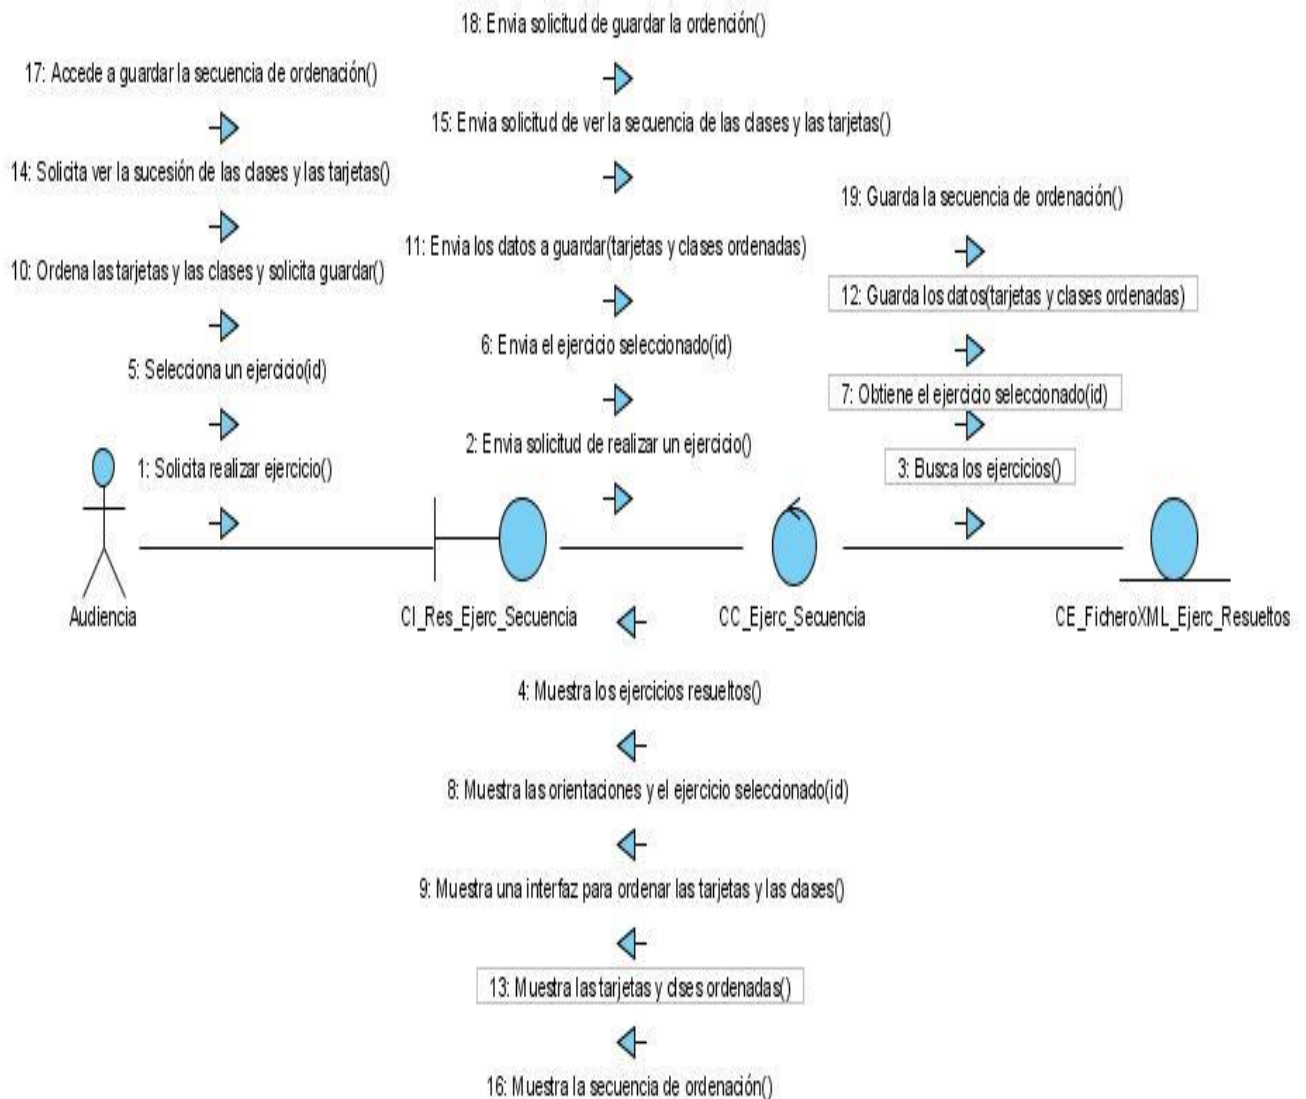 18: Envia solicitud de guardar la ordención()
17: Accede a guardar la secuencia de ordenación()
15: Envia solicitud de ver la secuencia de las clases y las tarjetas()
14: Solicita ver la sucesión de las clases y las tarjetas()
19: Guarda la secuencia de ordenación()
11: Envia los datos a guardar(tarjetas y clases ordenadas)
10: Ordena las tarjetas y las clases y solicita guardar()
12: Guarda los datos(tarjetas y clases ordenadas)
6: Envia el ejercicio seleccionado(id)
5: Selecciona un ejercicio(id)
7: Obtiene el ejercicio seleccionado(id)
2: Envia solicitud de realizar un ejercicio()
1: Solicita realizar ejercicio()
3: Busca los ejercicios()
Audiencia
CI_Res_Ejerc_Secuencia
CC_Ejerc_Secuencia
CE_FicheroXML_Ejerc_Resueltos
4: Muestra los ejercicios resueltos()
8: Muestra las orientaciones y el ejercicio seleccionado(id)
9: Muestra una interfaz para ordenar las tarjetas y las clases()
13: Muestra las tarjetas y clses ordenadas()
16: Muestra la secuencia de ordenación()